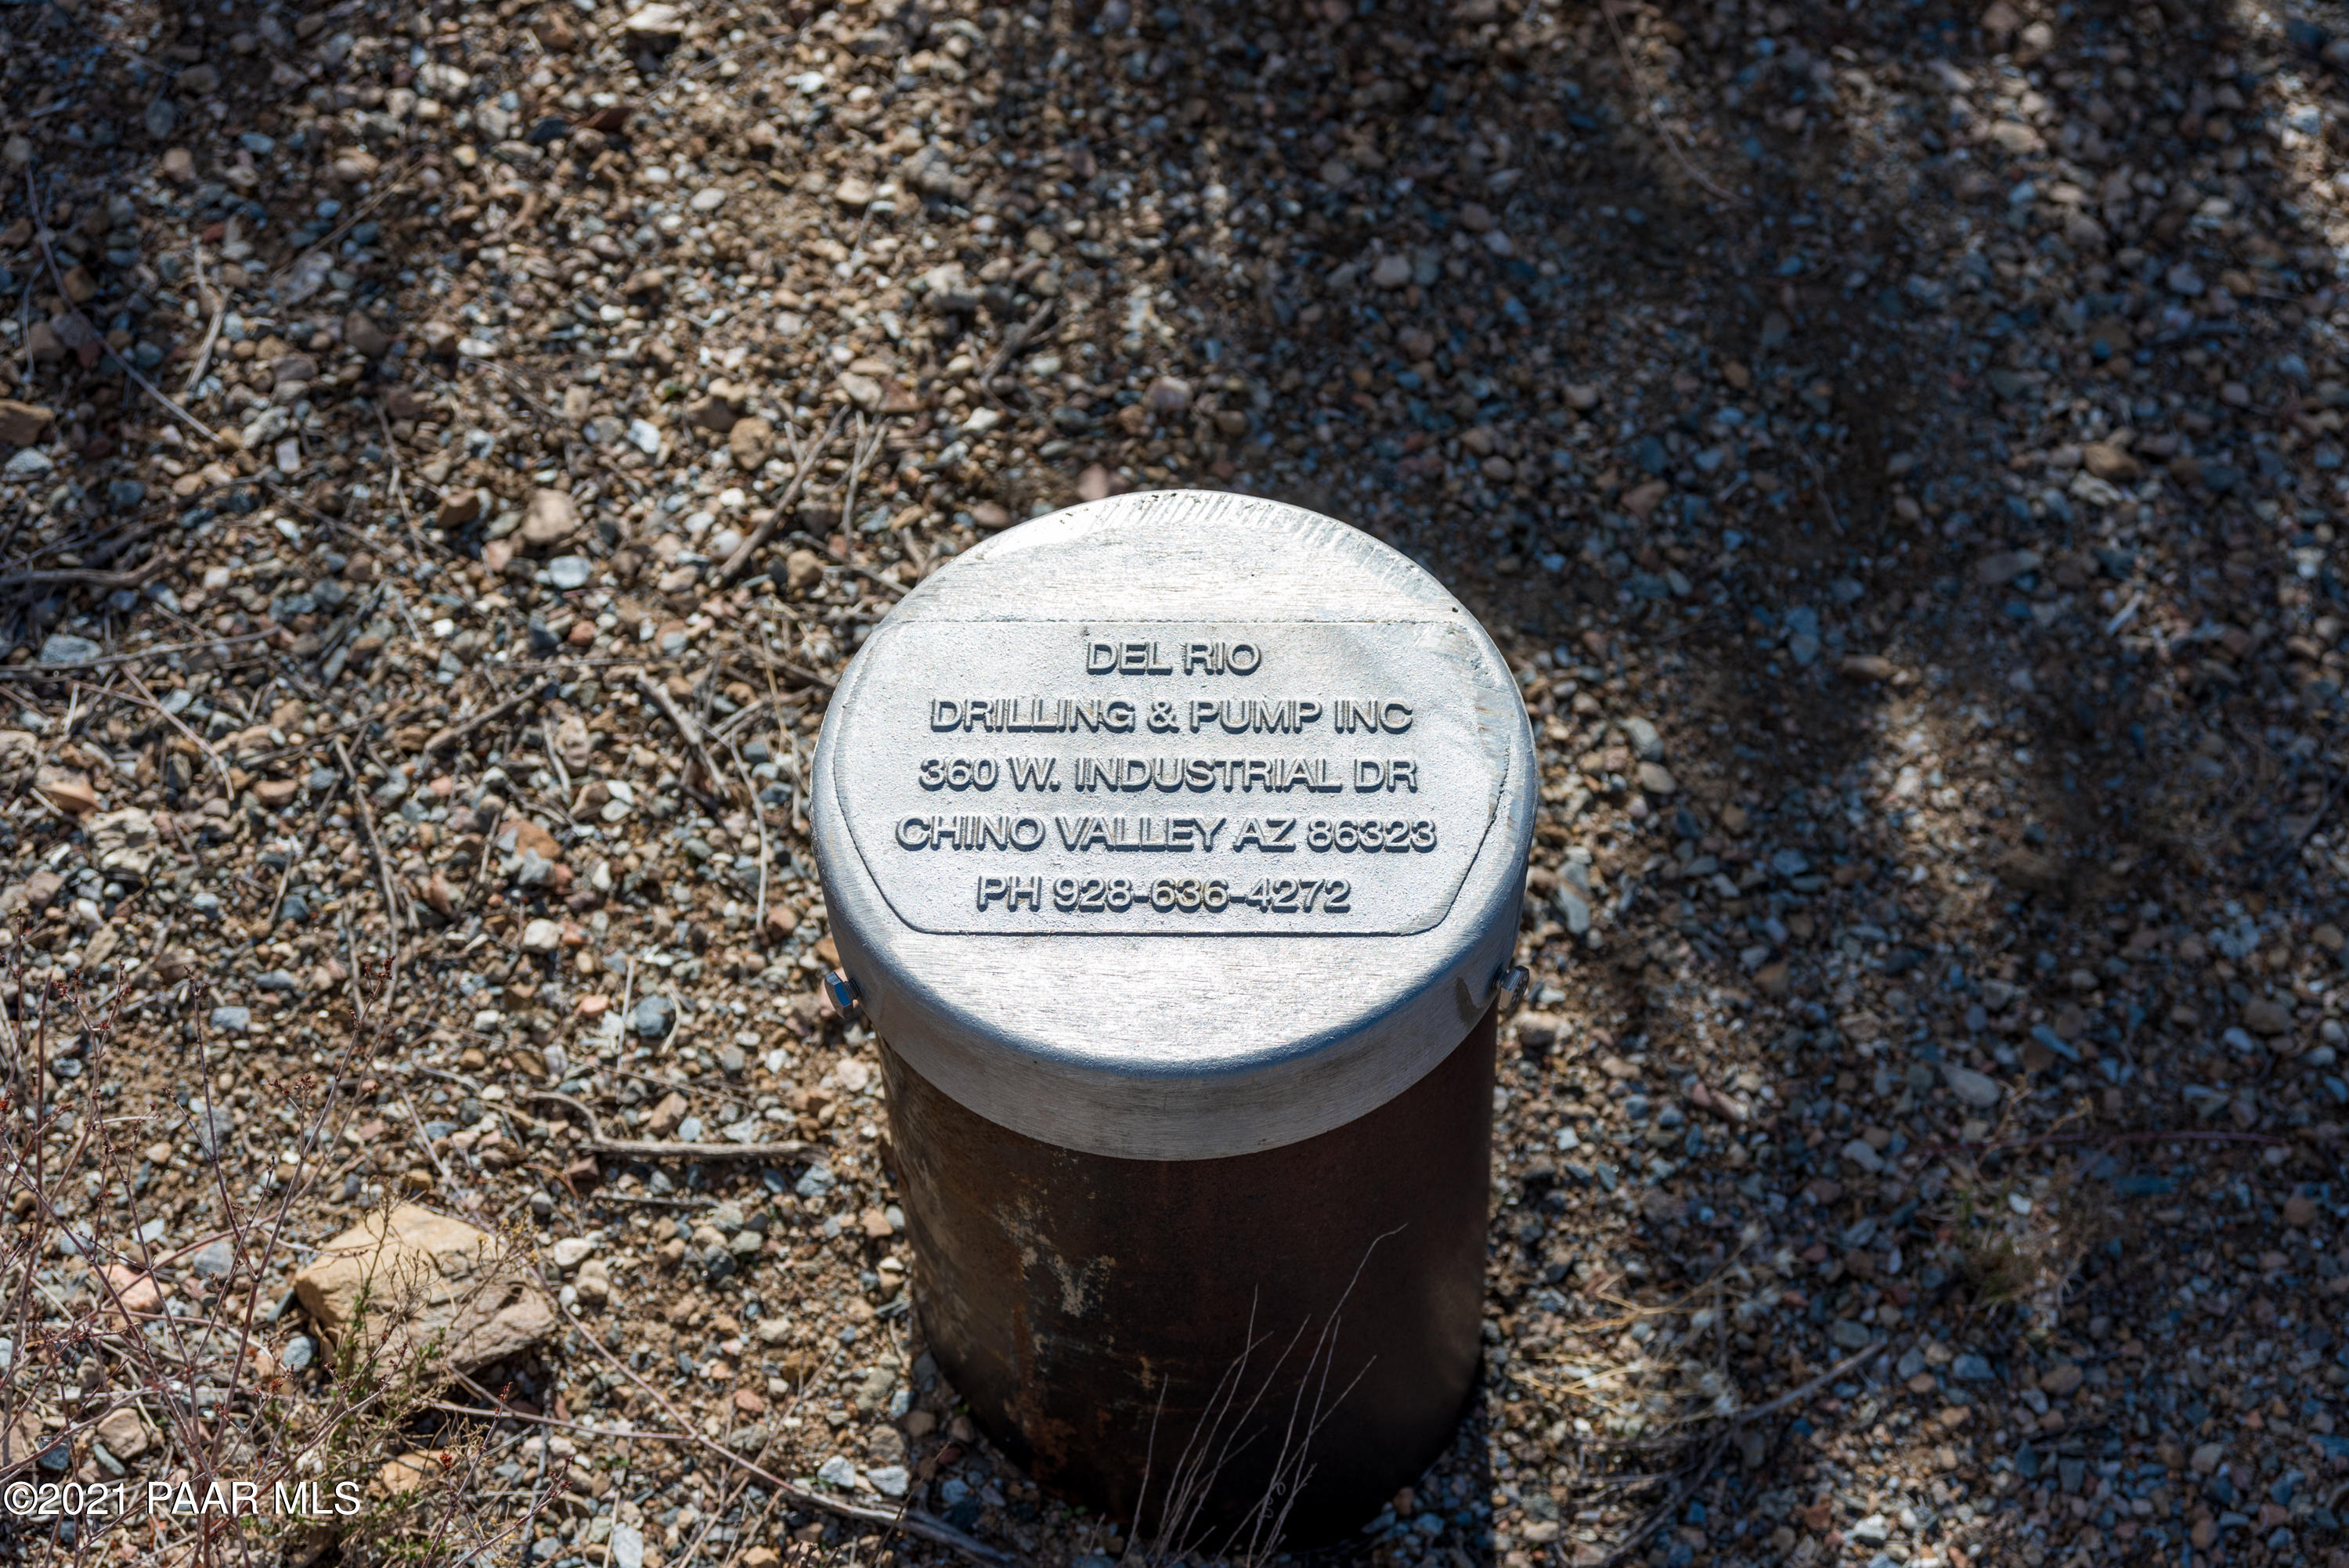 DEL RIO
DRILLING & PUMP INC
360 W. INDUSTRIAL DR
CHINO VALLEY AZ 86323
PH 928-636-4272
©2021 PAAR MLS